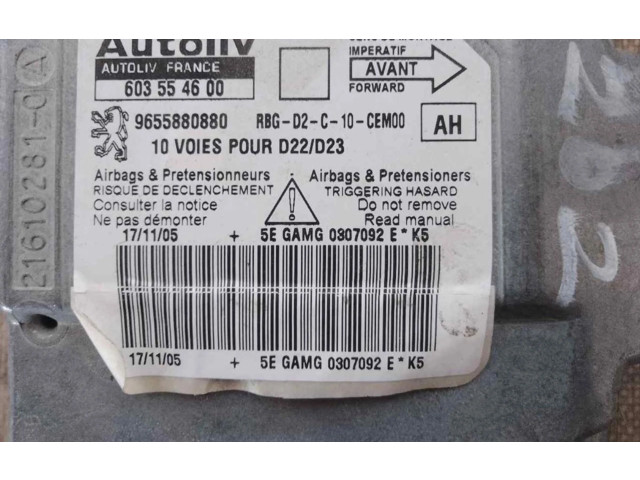 Autoliv
AUTOLIV FRANCE
603 55 46 00
IMPERATIF
AVANT
FORWARD
9655880880 RBG-D2-C-10-CEM00 AH
10 VOIES POUR D22/D23
Airbags & Pretensionneurs
RISQUE DE DECLENCHEMENT
Consulter la notice
Ne pas démonter
Airbags & Pretensioners
TRIGGERING HASARD
Do not remove
Read manual
17/11/05 + 5E GAMG 0307092 E * K5
17/11/05 + 5E GAMG 0307092 E * K5
21610281-0 A